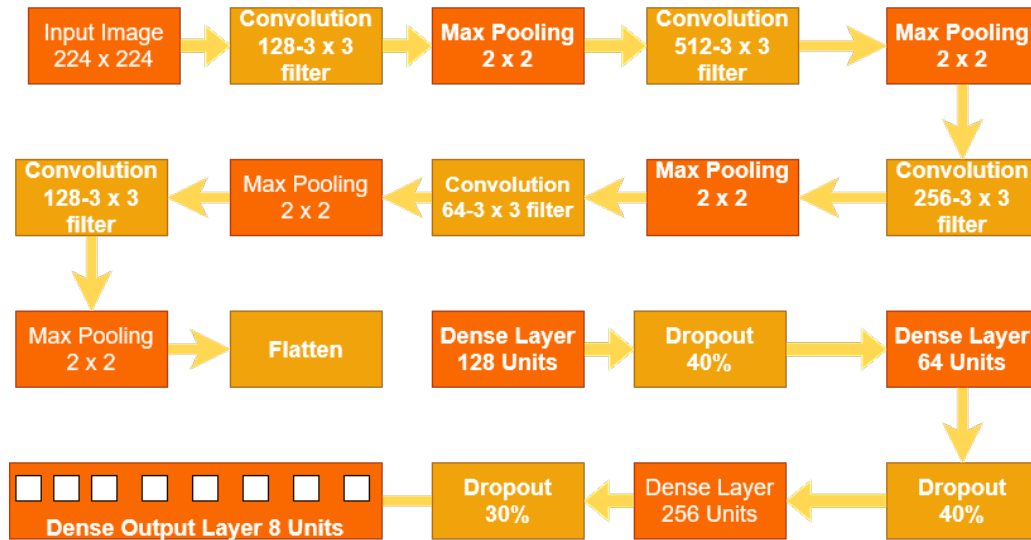 Input Image
224 x 224
Convolution
128-3 x 3
filter
Max Pooling
2 x 2
Convolution
512-3 x 3
filter
Max Pooling
2 x 2
Convolution
256-3 x 3
filter
Max Pooling
2 x 2
Convolution
64-3 x 3 filter
Max Pooling
2 x 2
Convolution
128-3 x 3
filter
Max Pooling
2 x 2
Flatten
Dense Layer
128 Units
Dropout
40%
Dense Layer
64 Units
Dropout
40%
Dense Layer
256 Units
Dropout
30%
Dense Output Layer 8 Units